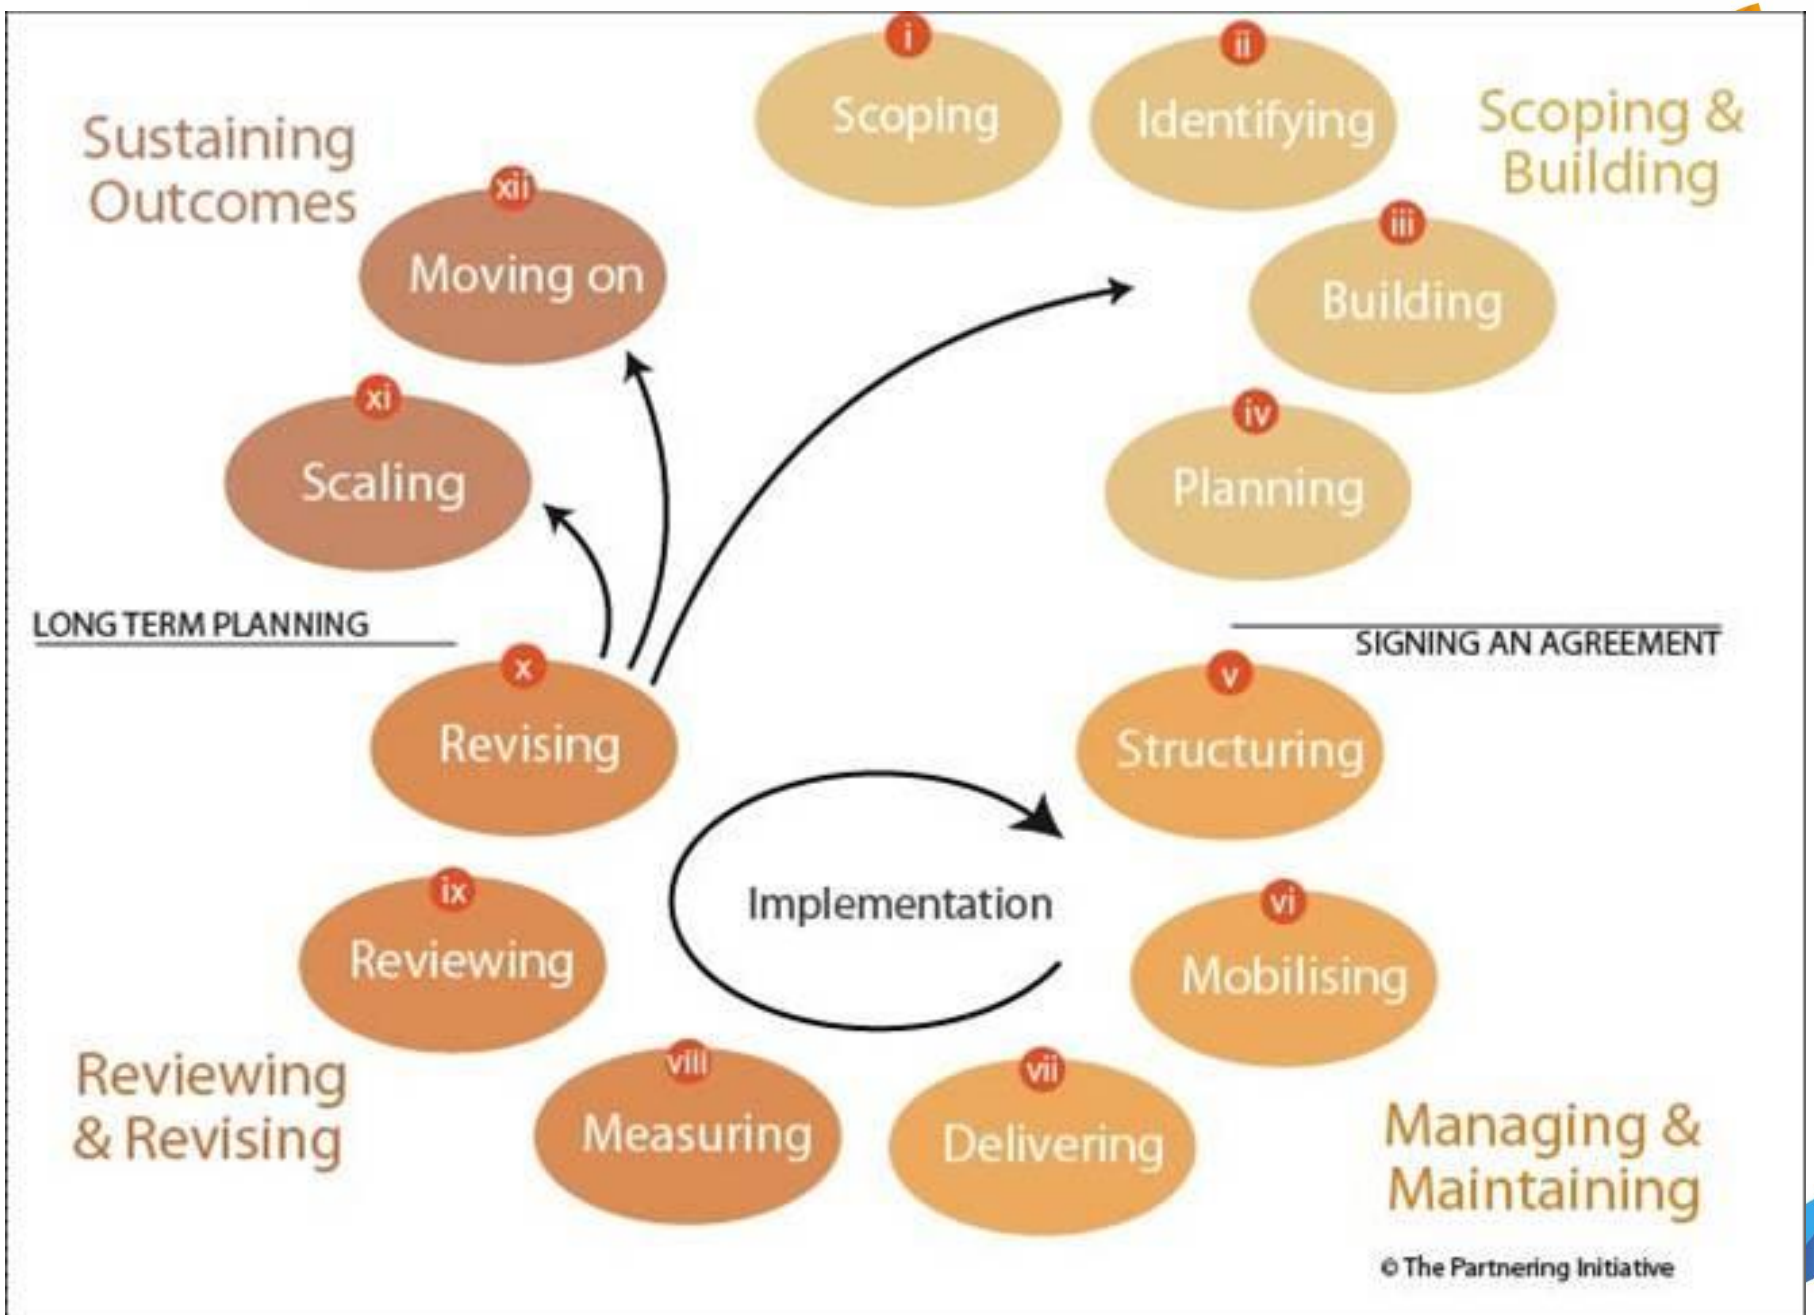 i
Scoping
ii
Identifying
Scoping &
Building
iii
Building
iv
Planning
SIGNING AN AGREEMENT
v
Structuring
vi
Mobilising
Managing &
Maintaining
vii
Delivering
viii
Measuring
Reviewing
& Revising
ix
Reviewing
x
Revising
LONG TERM PLANNING
xi
Scaling
xii
Moving on
Sustaining
Outcomes
Implementation
© The Partnering Initiative